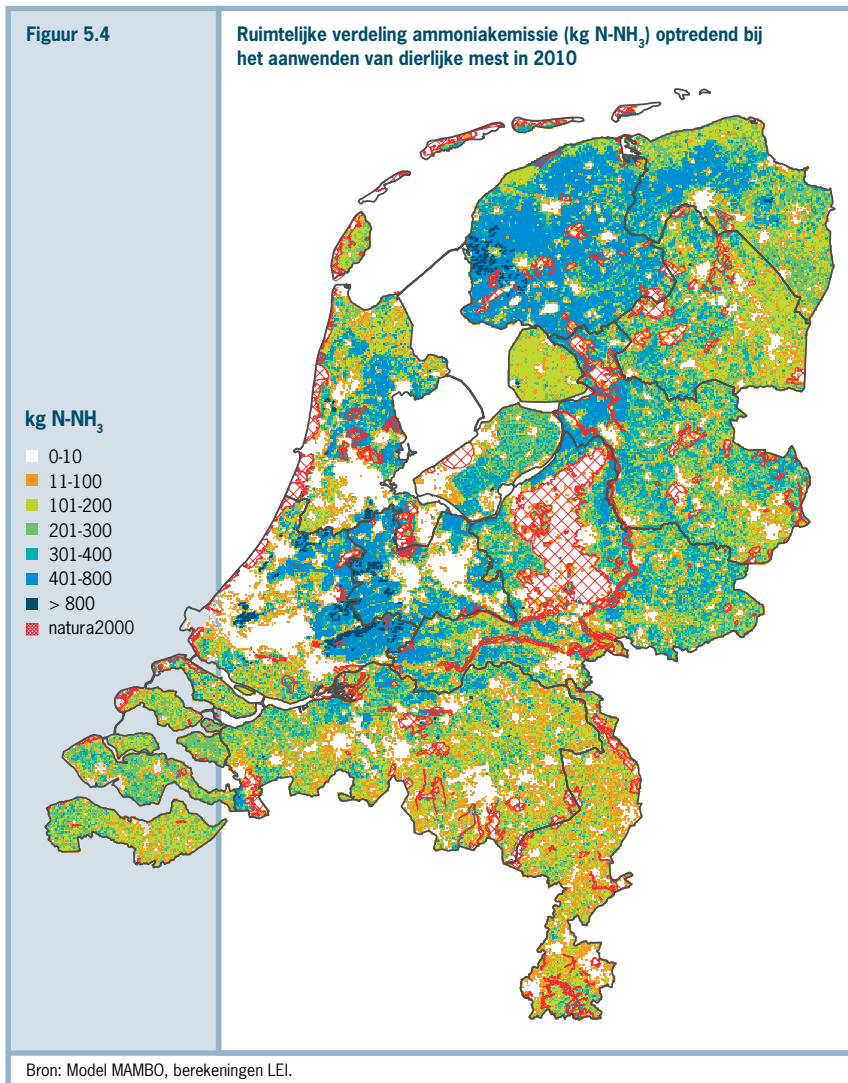 Figuur 5.4
Ruimtelijke verdeling ammoniakemissie (kg N-NH₃) optredend bij
het aanwenden van dierlijke mest in 2010
kg N-NH₃
0-10
11-100
101-200
201-300
301-400
401-800
> 800
natura2000
Bron: Model MAMBO, berekeningen LEI.